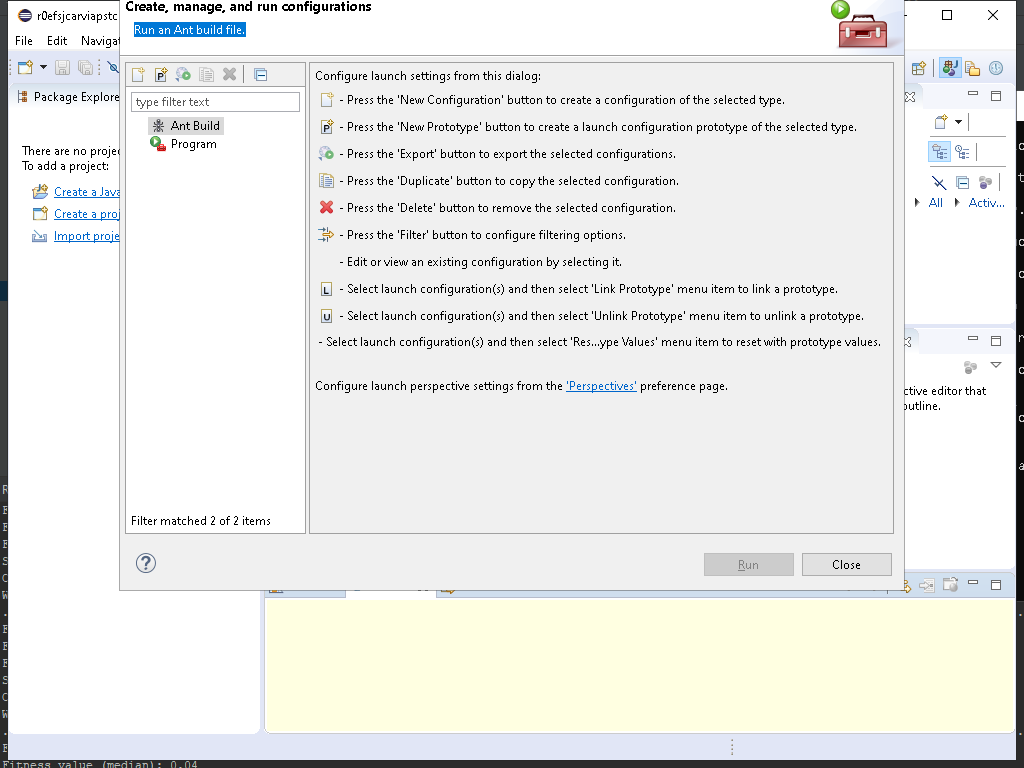 Create, manage, and run configurations
r0efsjcarviapstc
Run an Ant build file.
File Edit Navigat
Package Explore
type filter text
Ant Build
Program
There are no projec
To add a project:
Create a Java
Create a proj
Import proje
Filter matched 2 of 2 items
Configure launch settings from this dialog:
- Press the 'New Configuration' button to create a configuration of the selected type.
- Press the 'New Prototype' button to create a launch configuration prototype of the selected type.
- Press the 'Export' button to export the selected configurations.
- Press the 'Duplicate' button to copy the selected configuration.
- Press the 'Delete' button to remove the selected configuration.
- Press the 'Filter' button to configure filtering options.
- Edit or view an existing configuration by selecting it.
L - Select launch configuration(s) and then select 'Link Prototype' menu item to link a prototype.
U - Select launch configuration(s) and then select 'Unlink Prototype' menu item to unlink a prototype.
- Select launch configuration(s) and then select 'Res...ype Values' menu item to reset with prototype values.
Configure launch perspective settings from the 'Perspectives' preference page.
Run
Close
All Activ...
ctive editor that
outline.
Fitness value (median): 0.04